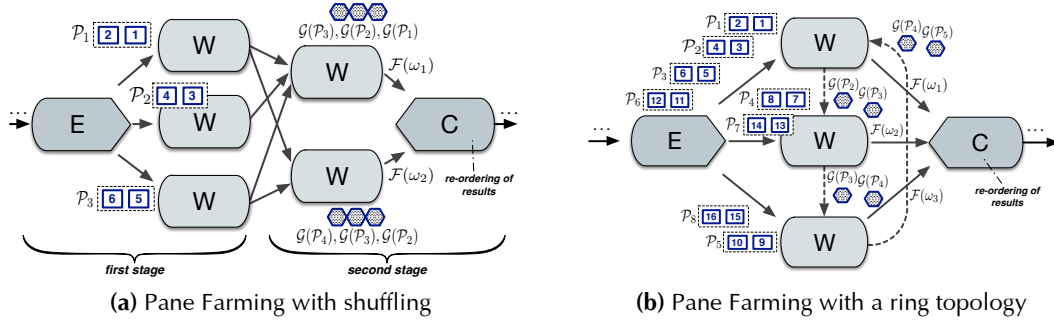 𝒫1 2 1
W
𝒢(𝒫3), 𝒢(𝒫2), 𝒢(𝒫1)
W
ℱ(ω1)
𝒫2 4 3
...
E
W
C
...
ℱ(ω2)
re-ordering of
results
𝒫3 6 5
W
W
𝒢(𝒫4), 𝒢(𝒫3), 𝒢(𝒫2)
first stage
second stage
(a) Pane Farming with shuffling
𝒫1 2 1
𝒫2 4 3
W
𝒢(𝒫4) 𝒢(𝒫5)
𝒫3 6 5
ℱ(ω1)
𝒫6 12 11
𝒫4 8 7
𝒢(𝒫2) 𝒢(𝒫3)
𝒫7 14 13
...
E
W
ℱ(ω2)
C
...
𝒢(𝒫3) 𝒢(𝒫4)
re-ordering of
results
ℱ(ω3)
𝒫8 16 15
𝒫5 10 9
W
(b) Pane Farming with a ring topology